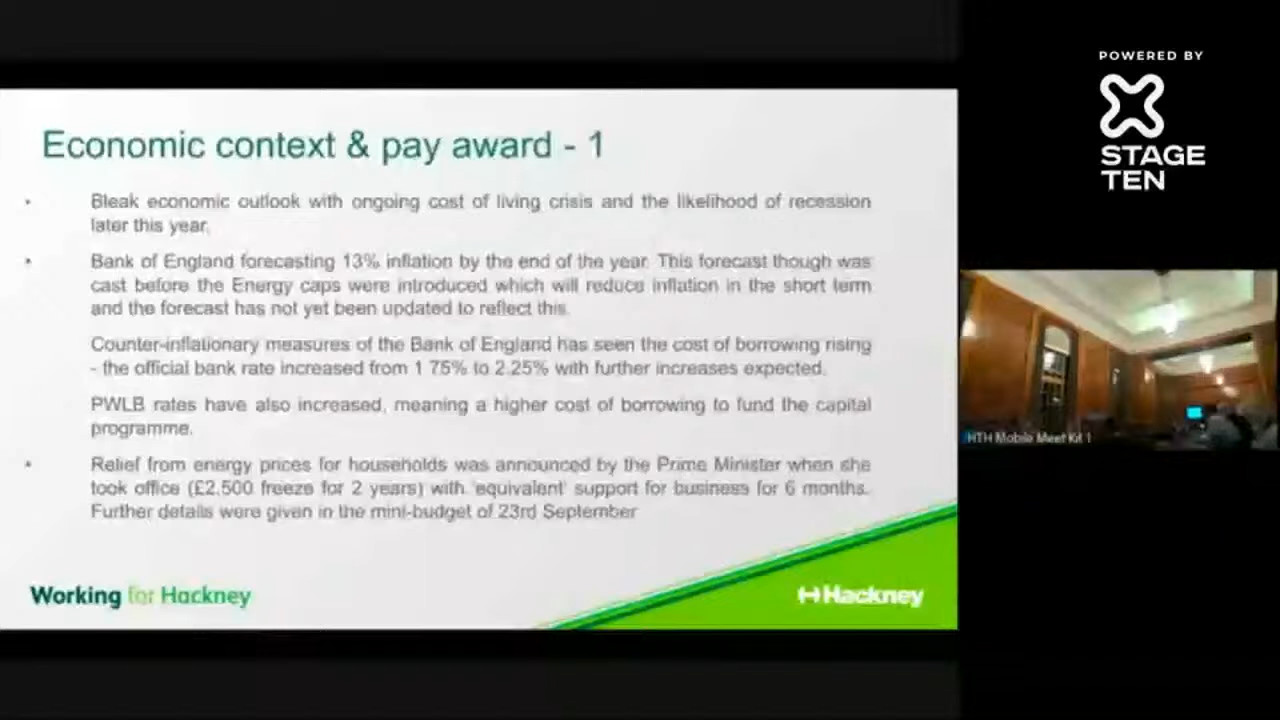 POWERED BY
STAGE
TEN
Economic context & pay award - 1
Bleak economic outlook with ongoing cost of living crisis and the likelihood of recession
later this year.
Bank of England forecasting 13% inflation by the end of the year. This forecast though was
cast before the Energy caps were introduced which will reduce inflation in the short term
and the forecast has not yet been updated to reflect this.
Counter-inflationary measures of the Bank of England has seen the cost of borrowing rising
- the official bank rate increased from 1.75% to 2.25% with further increases expected.
PWLB rates have also increased, meaning a higher cost of borrowing to fund the capital
programme.
Relief from energy prices for households was announced by the Prime Minister when she
took office (£2,500 freeze for 2 years) with 'equivalent' support for business for 6 months.
Further details were given in the mini-budget of 23rd September
Working for Hackney
Hackney
HTH Mobile Meet Kit 1